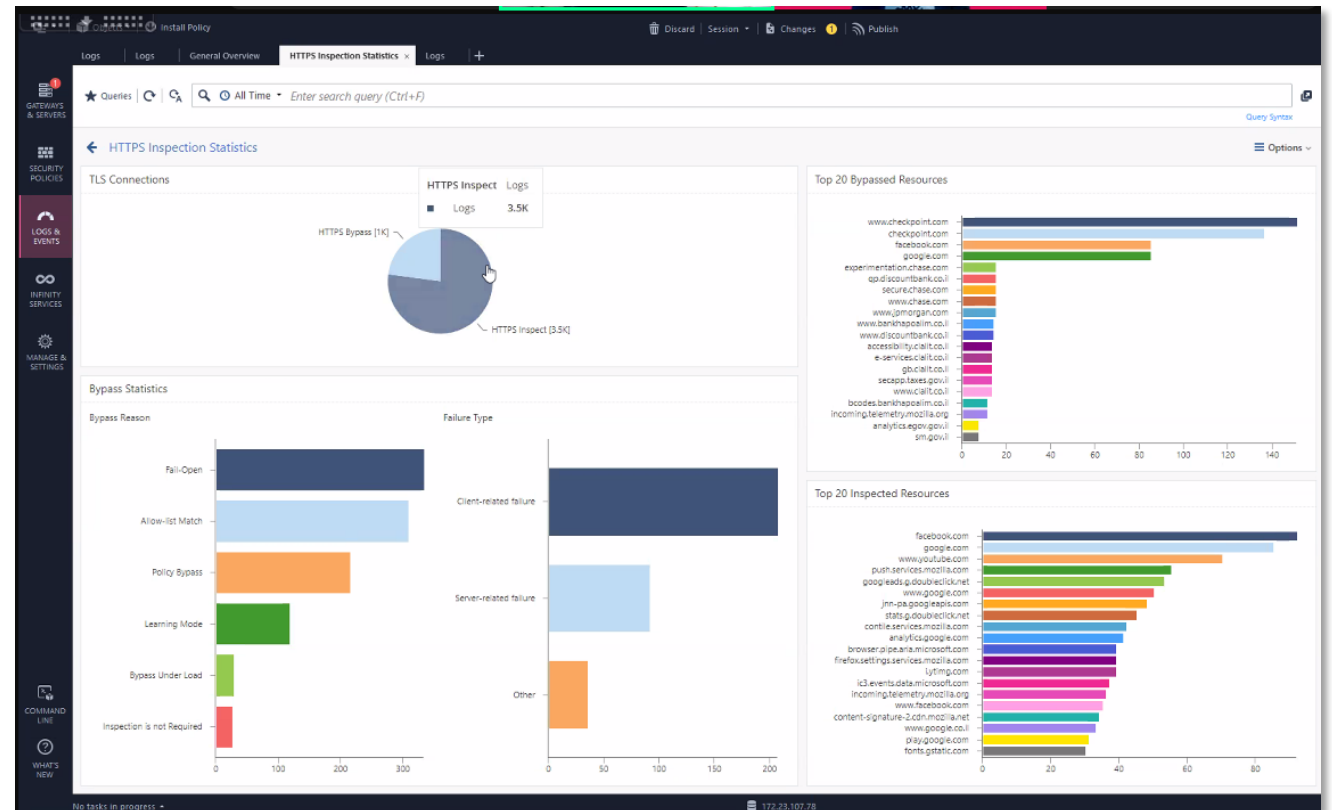 Objects
Install Policy
Discard
Session
Changes
1
Publish
Logs
Logs
General Overview
HTTPS Inspection Statistics ×
Logs
+
1
GATEWAYS
& SERVERS
SECURITY
POLICIES
LOGS &
EVENTS
INFINITY
SERVICES
MANAGE &
SETTINGS
COMMAND
LINE
WHAT'S
NEW
Queries
All Time
Enter search query (Ctrl+F)
Query Syntax
HTTPS Inspection Statistics
Options
TLS Connections
HTTPS Inspect Logs
Logs 3.5K
HTTPS Bypass [1K]
HTTPS Inspect [3.5K]
Bypass Statistics
Bypass Reason
Fail-Open
Allow-list Match
Policy Bypass
Learning Mode
Bypass Under Load
Inspection is not Required
0 100 200 300
Failure Type
Client-related failure
Server-related failure
Other
0 50 100 150 200
Top 20 Bypassed Resources
www.checkpoint.com
checkpoint.com
facebook.com
google.com
experimentation.chase.com
qp.discountbank.co.il
secure.chase.com
www.chase.com
www.jpmorgan.com
www.bankhapoalim.co.il
www.discountbank.co.il
accessibility.clalit.co.il
e-services.clalit.co.il
gb.clalit.co.il
secapp.taxes.gov.il
www.clalit.co.il
bcodes.bankhapoalim.co.il
incoming.telemetry.mozilla.org
analytics.egov.gov.il
sm.gov.il
0 20 40 60 80 100 120 140
Top 20 Inspected Resources
facebook.com
google.com
www.youtube.com
push.services.mozilla.com
googleads.g.doubleclick.net
www.google.com
jnn-pa.googleapis.com
stats.g.doubleclick.net
contile.services.mozilla.com
analytics.google.com
browser.pipe.aria.microsoft.com
firefox.settings.services.mozilla.com
i.ytimg.com
ic3.events.data.microsoft.com
incoming.telemetry.mozilla.org
www.facebook.com
content-signature-2.cdn.mozilla.net
www.google.co.il
play.google.com
fonts.gstatic.com
0 20 40 60 80
No tasks in progress
172.23.107.78